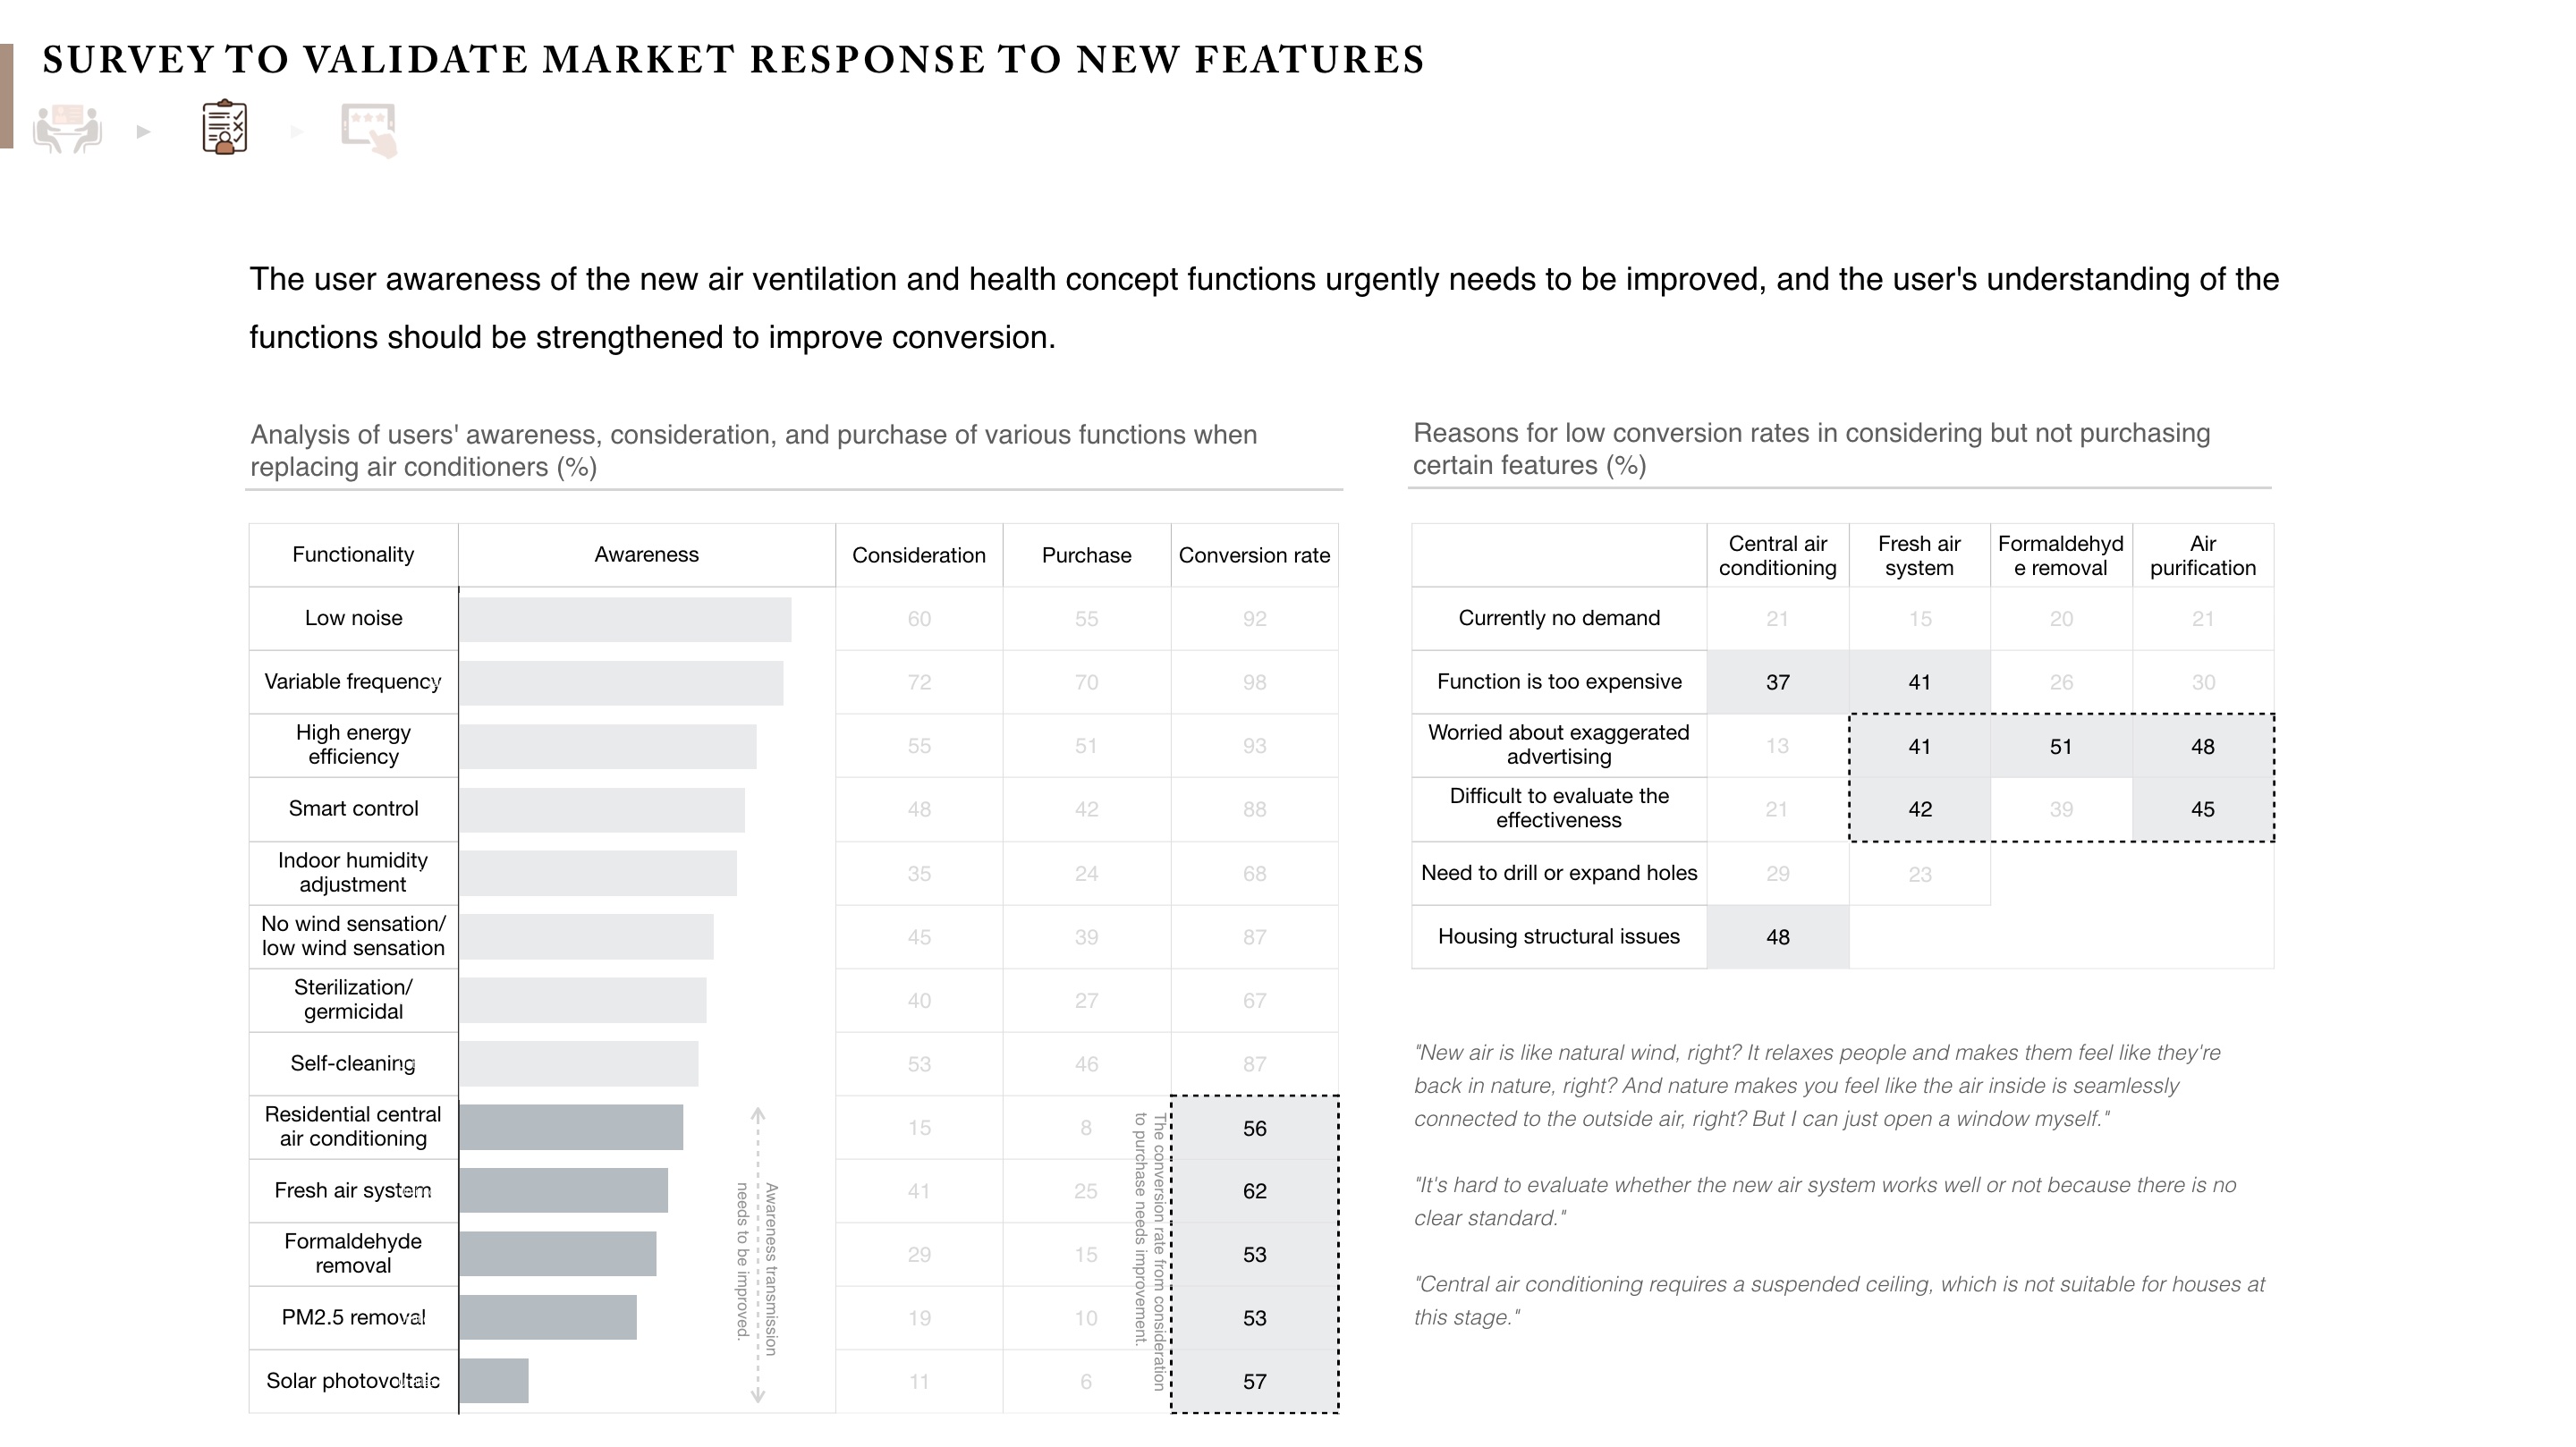 SURVEY TO VALIDATE MARKET RESPONSE TO NEW FEATURES
The user awareness of the new air ventilation and health concept functions urgently needs to be improved, and the user's understanding of the
functions should be strengthened to improve conversion.
Analysis of users' awareness, consideration, and purchase of various functions when
replacing air conditioners (%)
Functionality Awareness Consideration Purchase Conversion rate
Low noise 60 55 92
Variable frequency 72 70 98
High energy
efficiency 55 51 93
Smart control 48 42 88
Indoor humidity
adjustment 35 24 68
No wind sensation/
low wind sensation 45 39 87
Sterilization/
germicidal 40 27 67
Self-cleaning 53 46 87
Residential central
air conditioning 15 8 56
Fresh air system 41 25 62
Formaldehyde
removal 29 15 53
PM2.5 removal 19 10 53
Solar photovoltaic 11 6 57
Awareness transmission
needs to be improved.
The conversion rate from consideration
to purchase needs improvement.
Reasons for low conversion rates in considering but not purchasing
certain features (%)
Central air
conditioning
Fresh air
system
Formaldehyd
e removal
Air
purification
Currently no demand 21 15 20 21
Function is too expensive 37 41 26 30
Worried about exaggerated
advertising 13 41 51 48
Difficult to evaluate the
effectiveness 21 42 39 45
Need to drill or expand holes 29 23
Housing structural issues 48
"New air is like natural wind, right? It relaxes people and makes them feel like they're
back in nature, right? And nature makes you feel like the air inside is seamlessly
connected to the outside air, right? But I can just open a window myself."
"It's hard to evaluate whether the new air system works well or not because there is no
clear standard."
"Central air conditioning requires a suspended ceiling, which is not suitable for houses at
this stage."